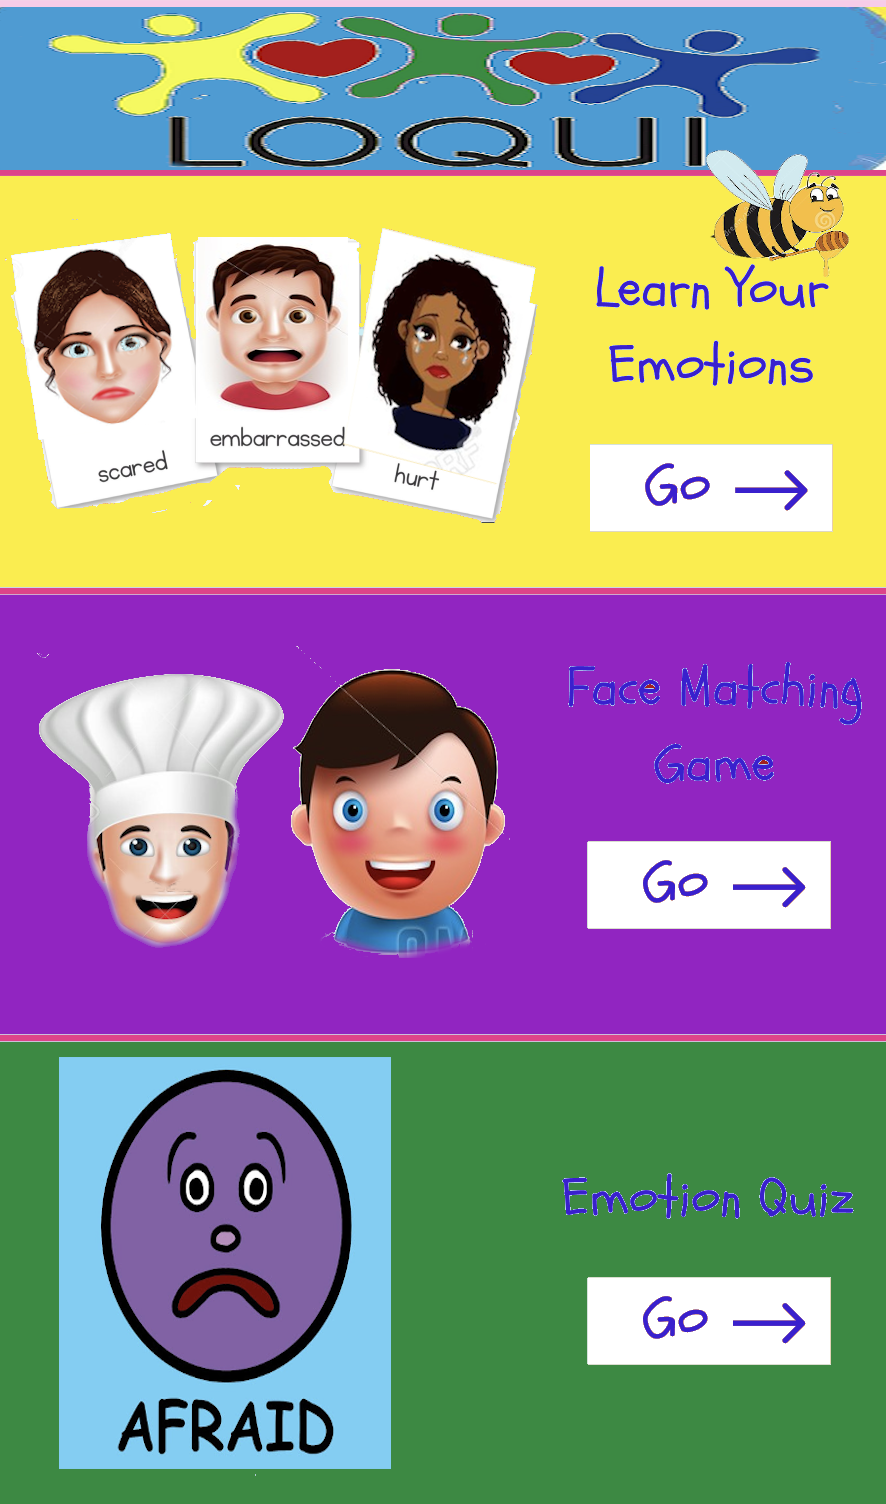 LOQUI
scared
embarrassed
hurt
Learn Your
Emotions
Go
Face Matching
Game
Go
Emotion Quiz
Go
AFRAID